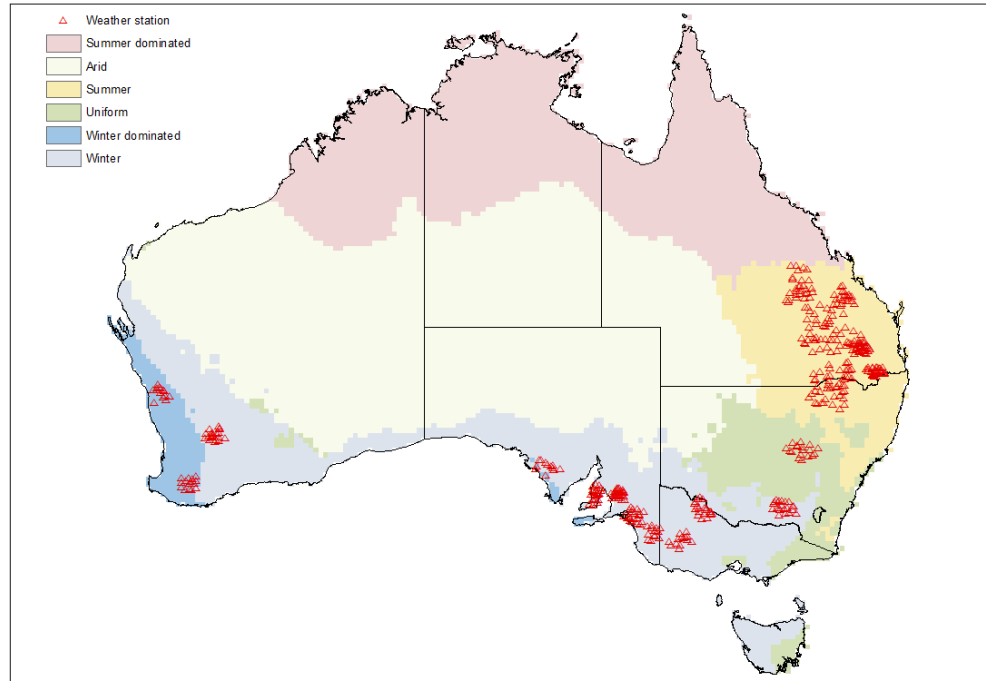 Weather station
Summer dominated
Arid
Summer
Uniform
Winter dominated
Winter